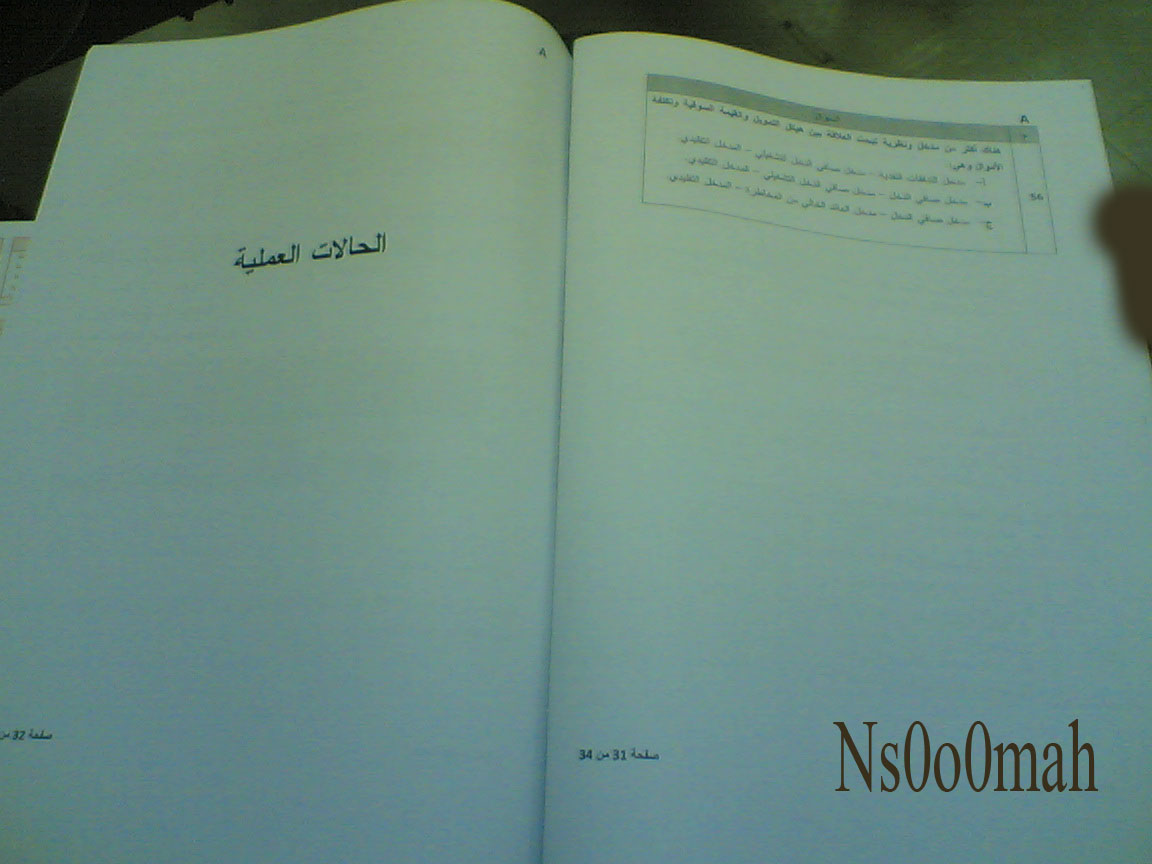 A
م
السؤال
56
هناك أكثر من مدخل ونظرية تبحث العلاقة بين هيكل التمويل والقيمة السوقية وتكلفة
الأموال وهي:
أ- مدخل التدفقات النقدية – مدخل صافي الدخل التشغيلي – المدخل التقليدي.
ب- مدخل صافي الدخل – مدخل صافي الدخل التشغيلي – المدخل التقليدي.
ج- مدخل صافي الدخل – مدخل العائد الخالي من المخاطرة – المدخل التقليدي.
صفحة 31 من 34
A
الحالات العملية
صفحة 32 من
Ns0o0mah